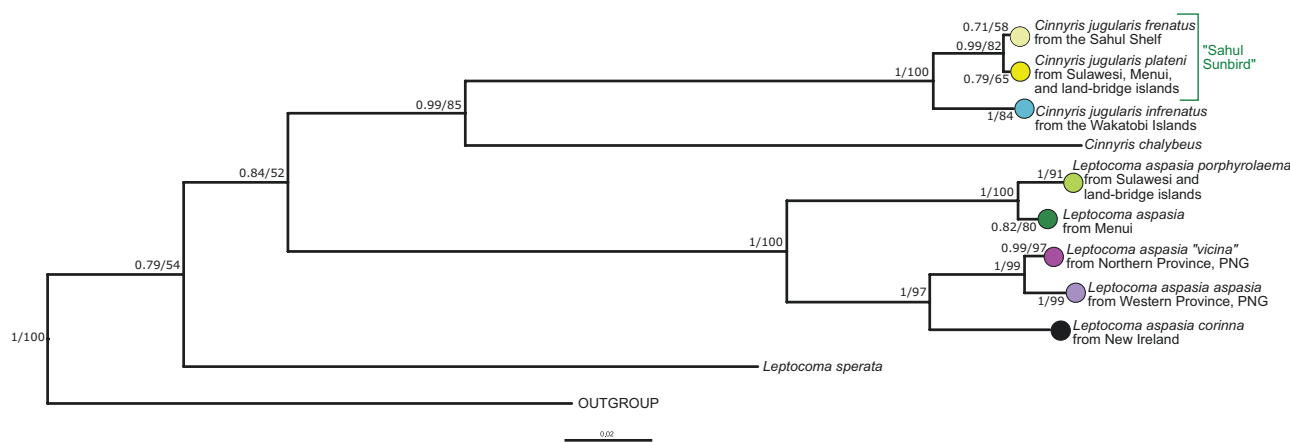 0.71/58
Cinnyris jugularis frenatus
from the Sahul Shelf
"Sahul
Sunbird"
0.99/82
Cinnyris jugularis plateni
from Sulawesi, Menui,
and land-bridge islands
0.79/65
1/100
Cinnyris jugularis infrenatus
from the Wakatobi Islands
1/84
0.99/85
Cinnyris chalybeus
0.84/52
1/91
Leptocoma aspasia porphyrolaema
from Sulawesi and
land-bridge islands
1/100
Leptocoma aspasia
from Menui
0.82/80
1/100
0.99/97
Leptocoma aspasia "vicina"
from Northern Province, PNG
1/99
Leptocoma aspasia aspasia
from Western Province, PNG
1/99
1/97
Leptocoma aspasia corinna
from New Ireland
0.79/54
1/100
Leptocoma sperata
OUTGROUP
0.02